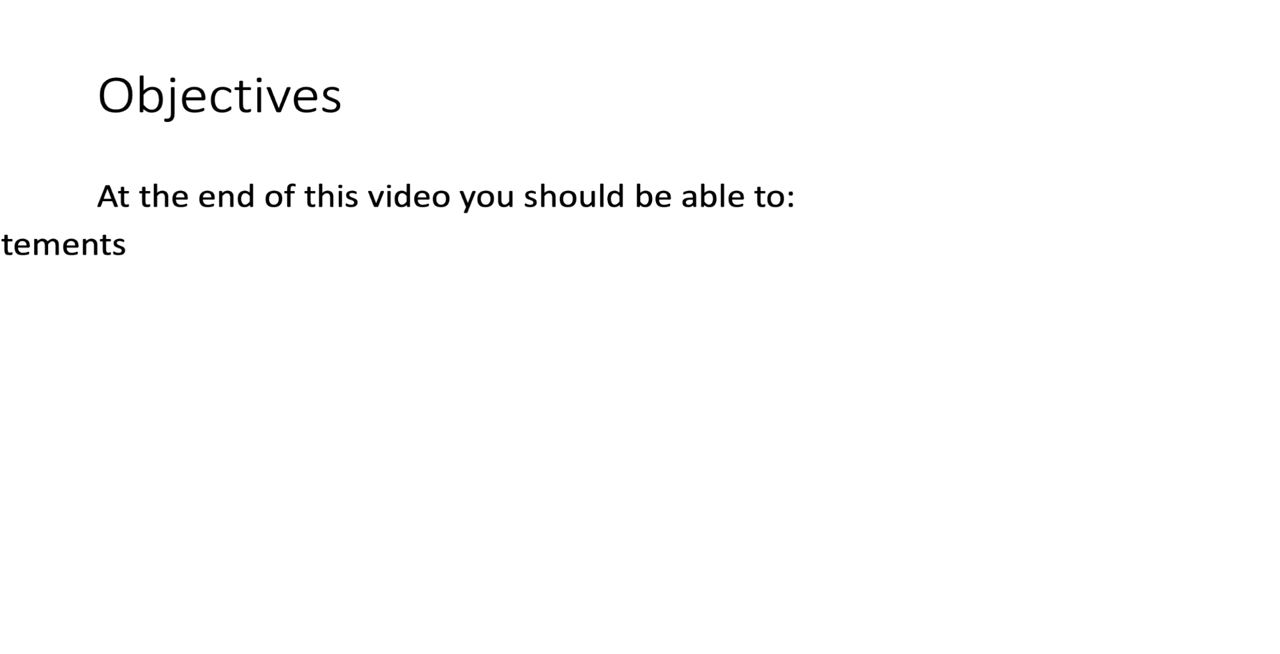 Objectives
At the end of this video you should be able to:
tements